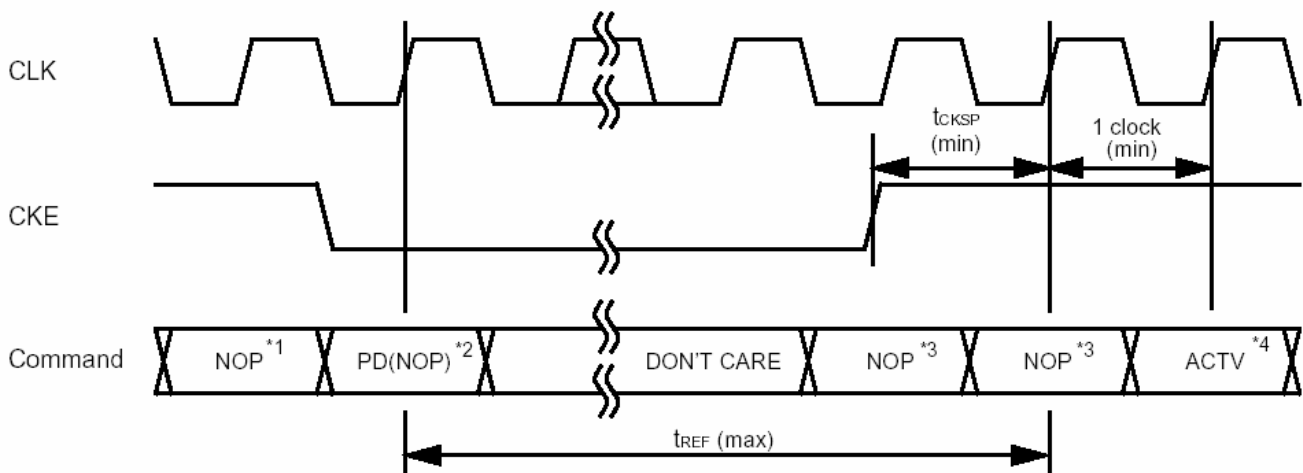 CLK
tCKSP
(min)
1 clock
(min)
CKE
Command
NOP *1
PD(NOP) *2
DON'T CARE
NOP *3
NOP *3
ACTV *4
tREF (max)